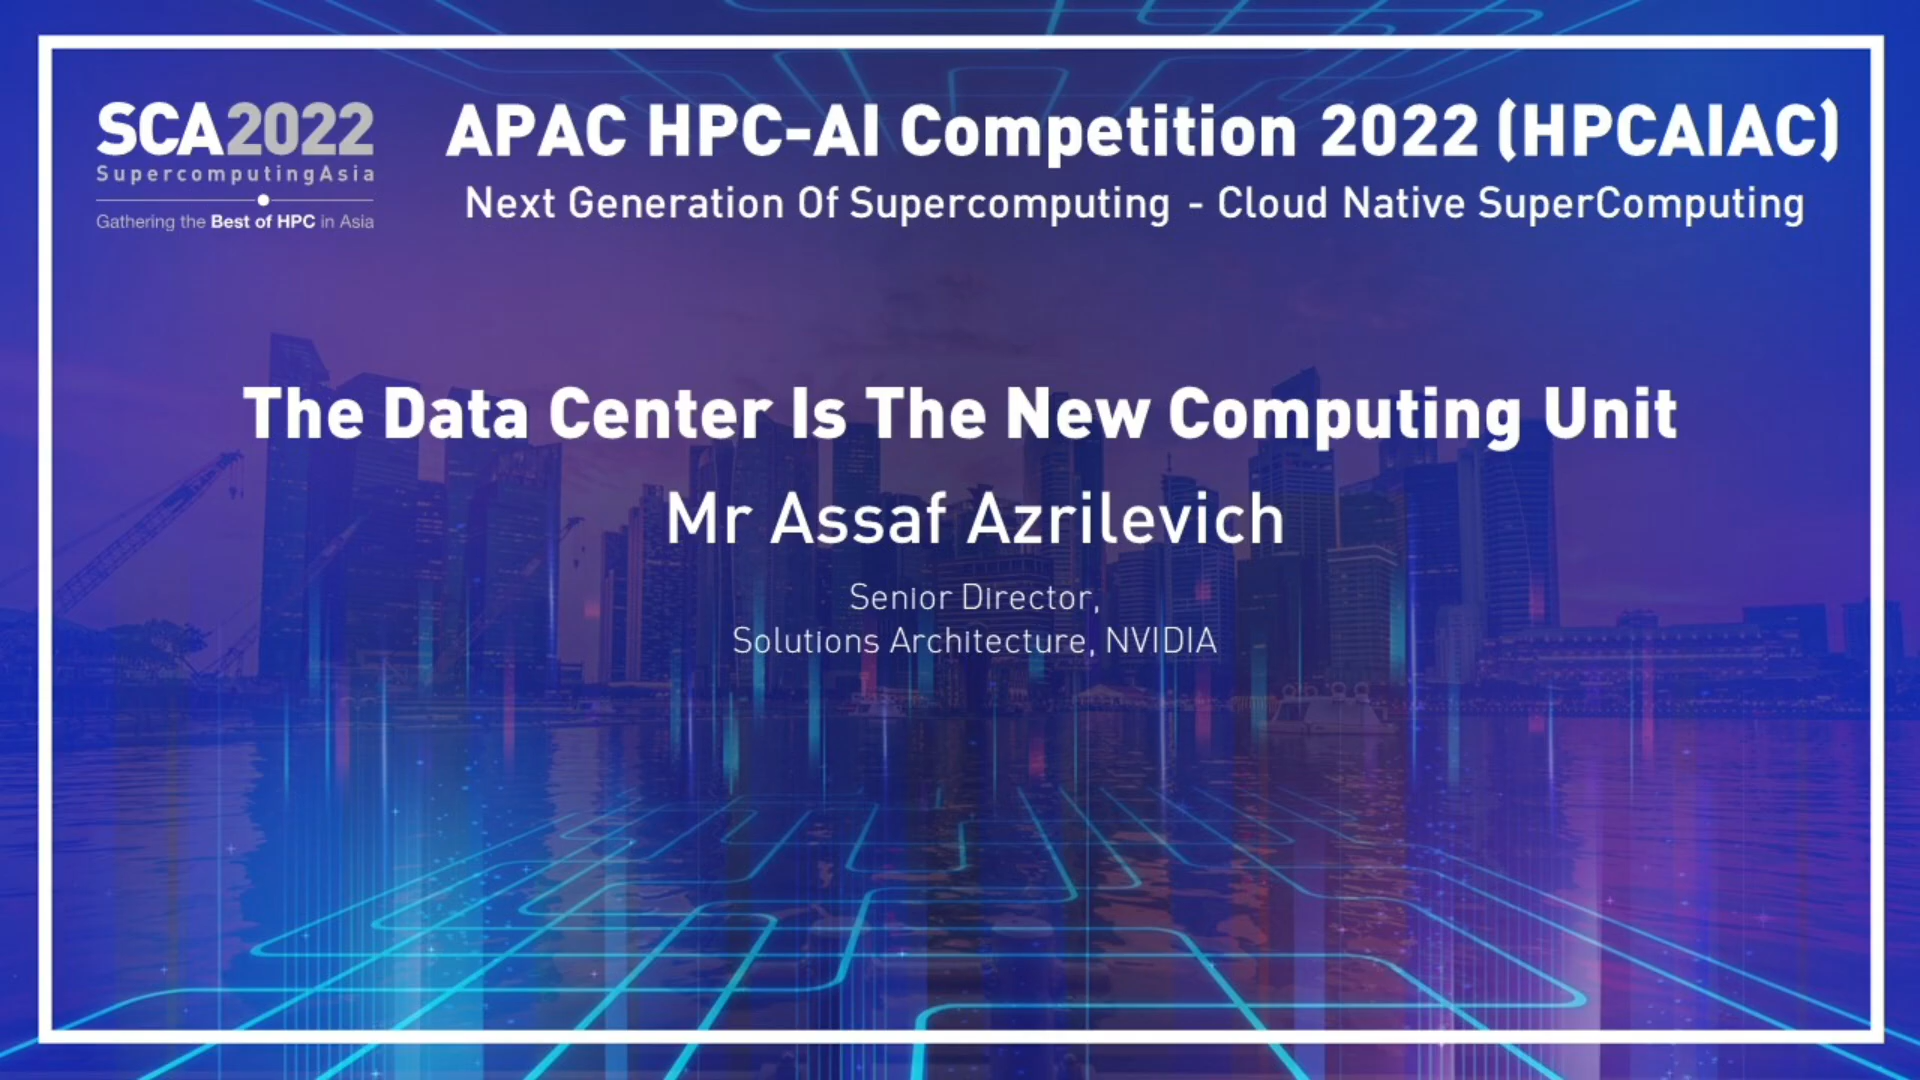 SCA2022
SupercomputingAsia
Gathering the Best of HPC in Asia
APAC HPC-AI Competition 2022 (HPCAIAC)
Next Generation Of Supercomputing - Cloud Native SuperComputing
The Data Center Is The New Computing Unit
Mr Assaf Azrilevich
Senior Director,
Solutions Architecture, NVIDIA